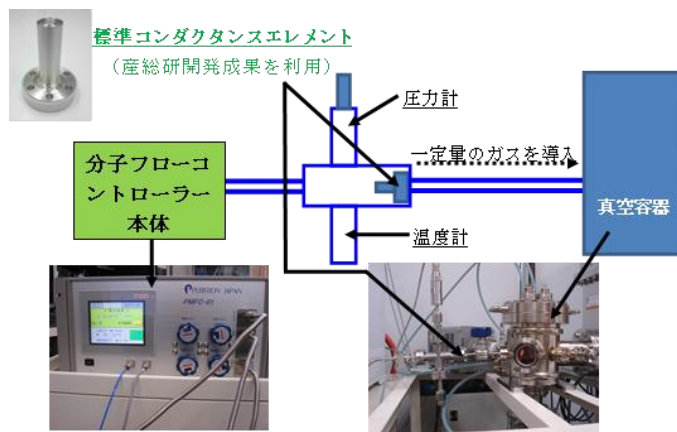 標準コンダクタンスエレメント
（産総研開発成果を利用）
圧力計
一定量のガスを導入
分子フローコ
ントローラー
本体
真空容器
温度計
PURERON JAPAN
PMFC-01